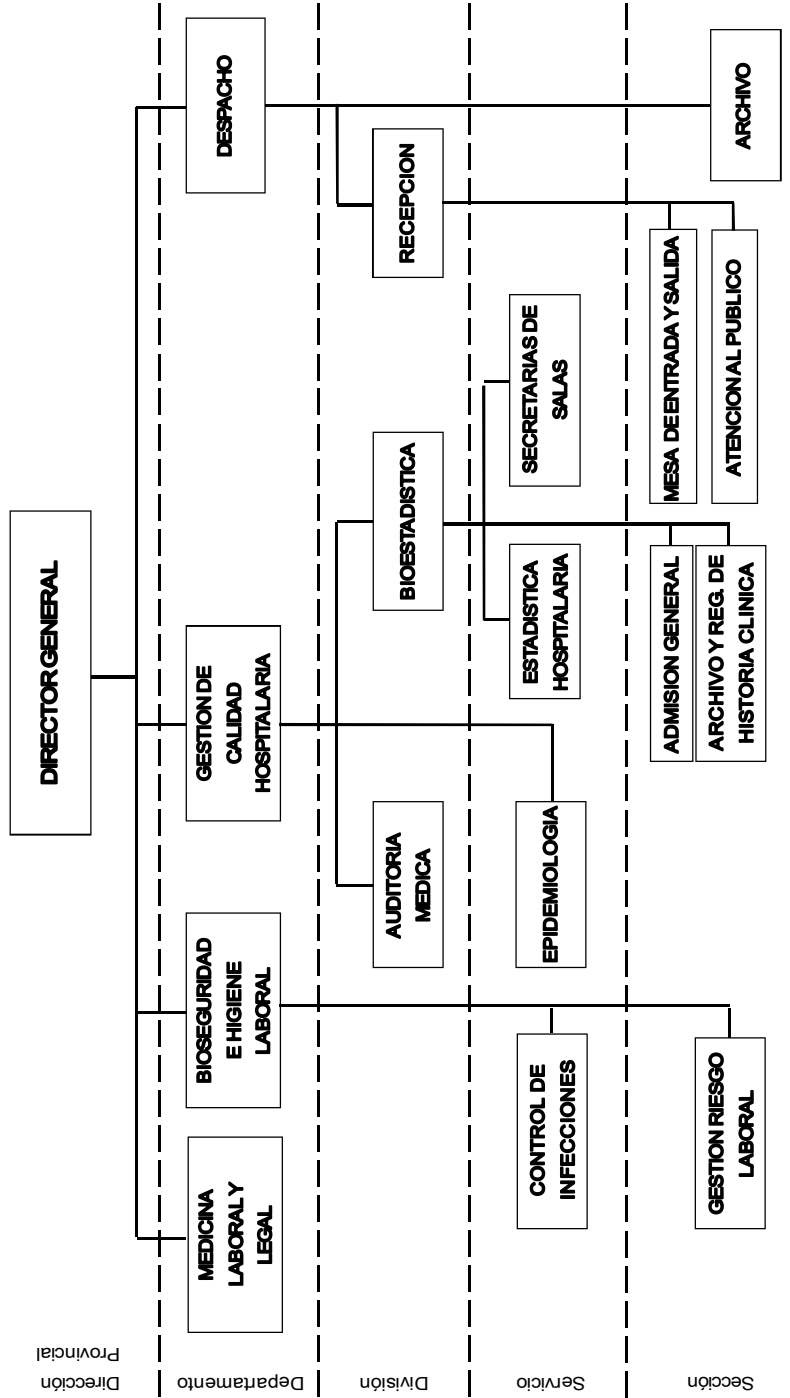 Dirección
Provincial
DIRECTOR GENERAL
Departamento
MEDICINA
LABORAL Y
LEGAL
BIOSEGURIDAD
E HIGIENE
LABORAL
GESTION DE
CALIDAD
HOSPITALARIA
DESPACHO
División
AUDITORIA
MEDICA
BIOESTADISTICA
RECEPCION
Servicio
CONTROL DE
INFECCIONES
EPIDEMIOLOGIA
ESTADISTICA
HOSPITALARIA
SECRETARIAS DE
SALAS
Sección
GESTION RIESGO
LABORAL
ADMISION GENERAL
ARCHIVO Y REG. DE
HISTORIA CLINICA
MESA DE ENTRADA Y SALIDA
ATENCION AL PUBLICO
ARCHIVO